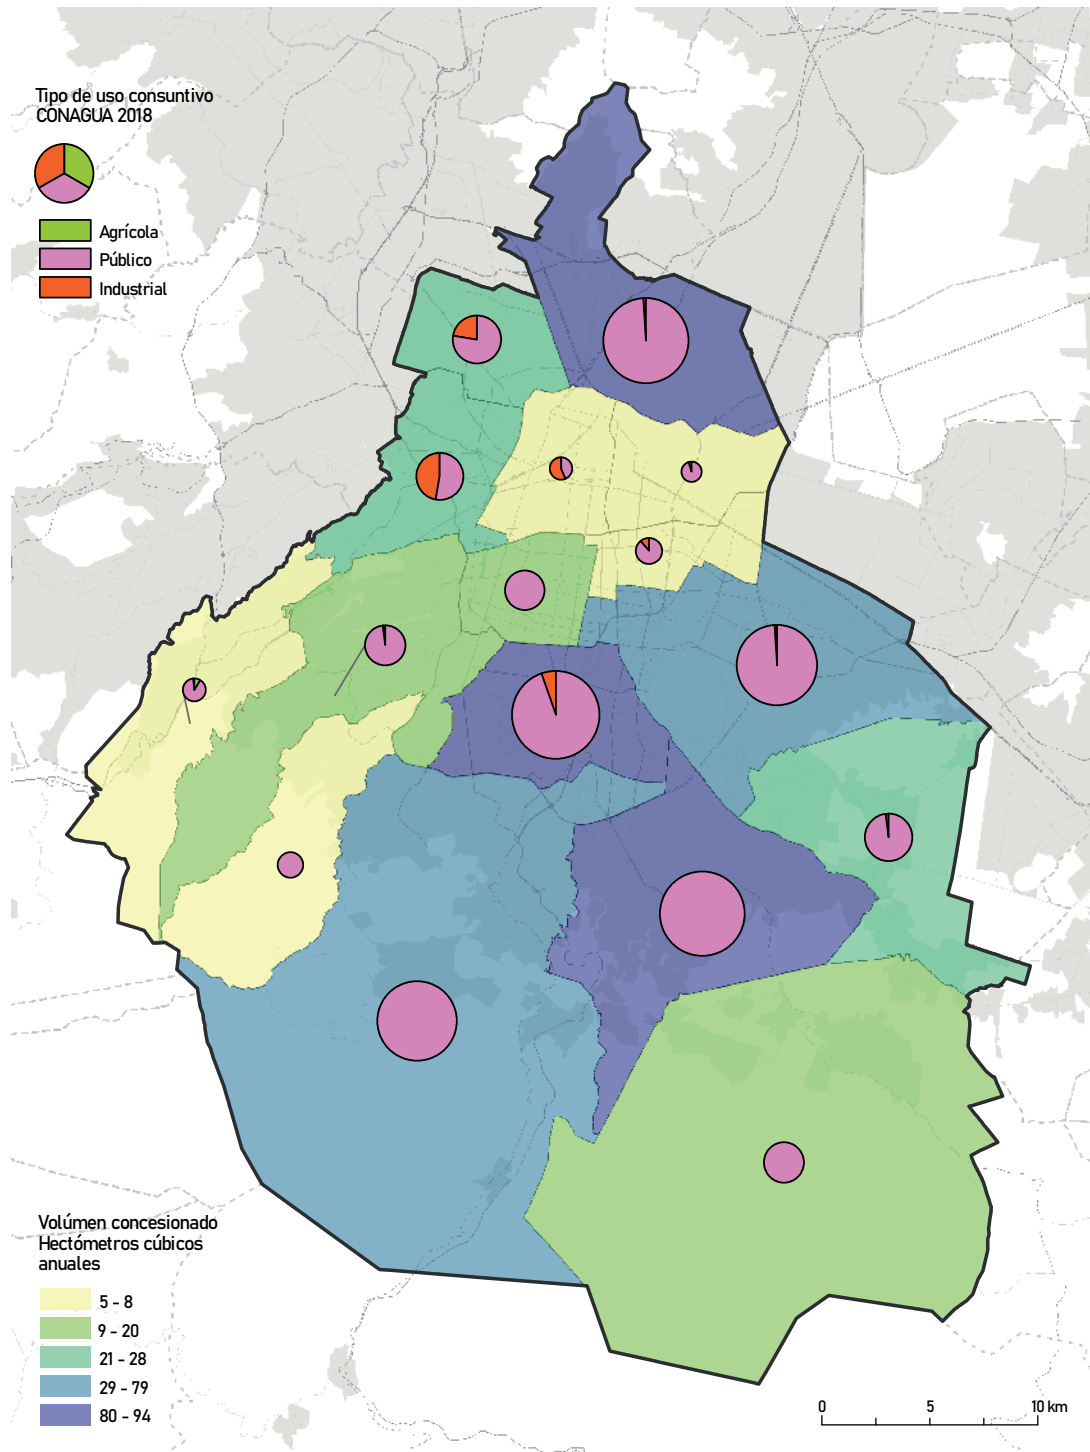 Tipo de uso consuntivo
CONAGUA 2018
Agrícola
Público
Industrial
Volúmen concesionado
Hectómetros cúbicos
anuales
5 - 8
9 - 20
21 - 28
29 - 79
80 - 94
0 5 10 km